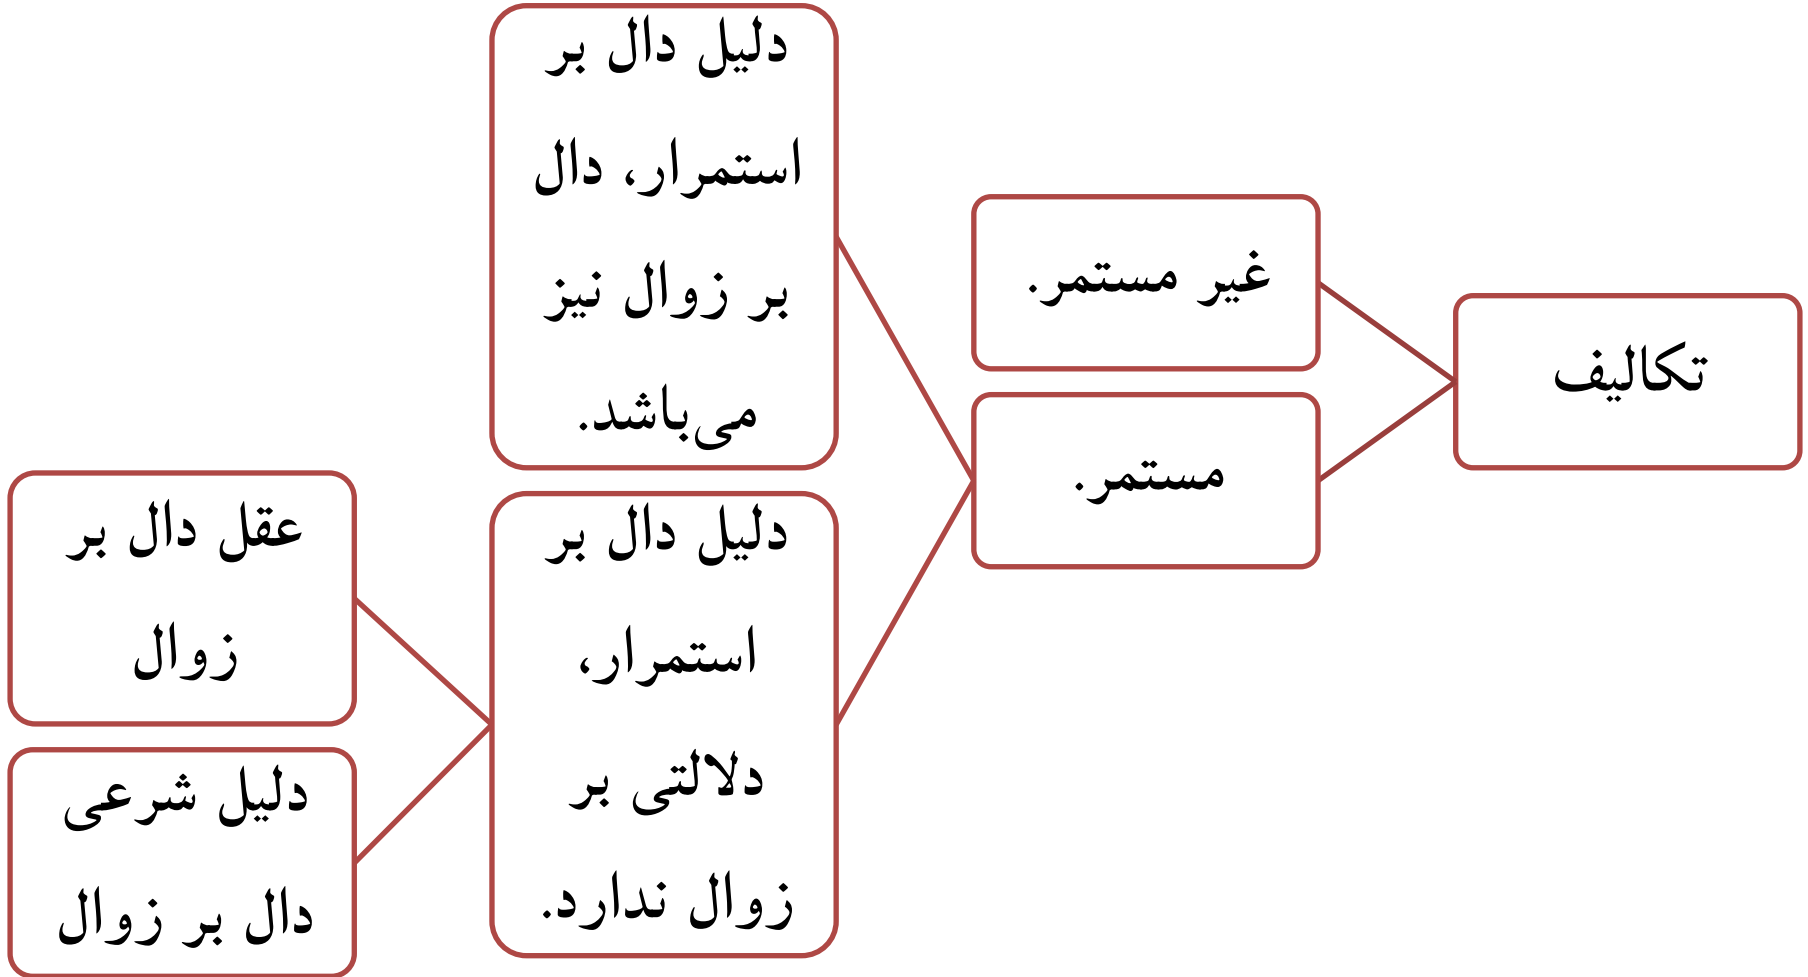 تکالیف
غیر مستمر.
مستمر.
دلیل دال بر
استمرار، دال
بر زوال نیز
می‌باشد.
دلیل دال بر
استمرار،
دلالتی بر
زوال ندارد.
عقل دال بر
زوال
دلیل شرعی
دال بر زوال